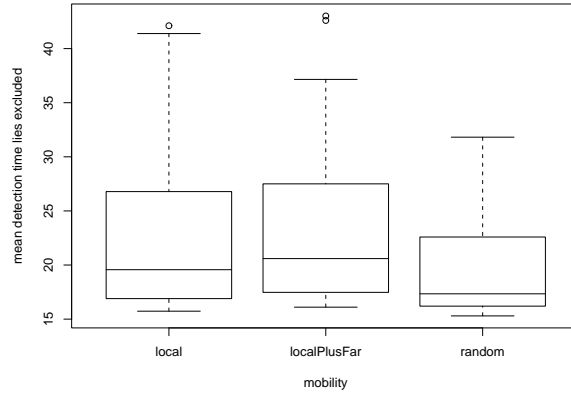 mean detection time lies excluded
40
35
30
25
20
15
local
localPlusFar
random
mobility